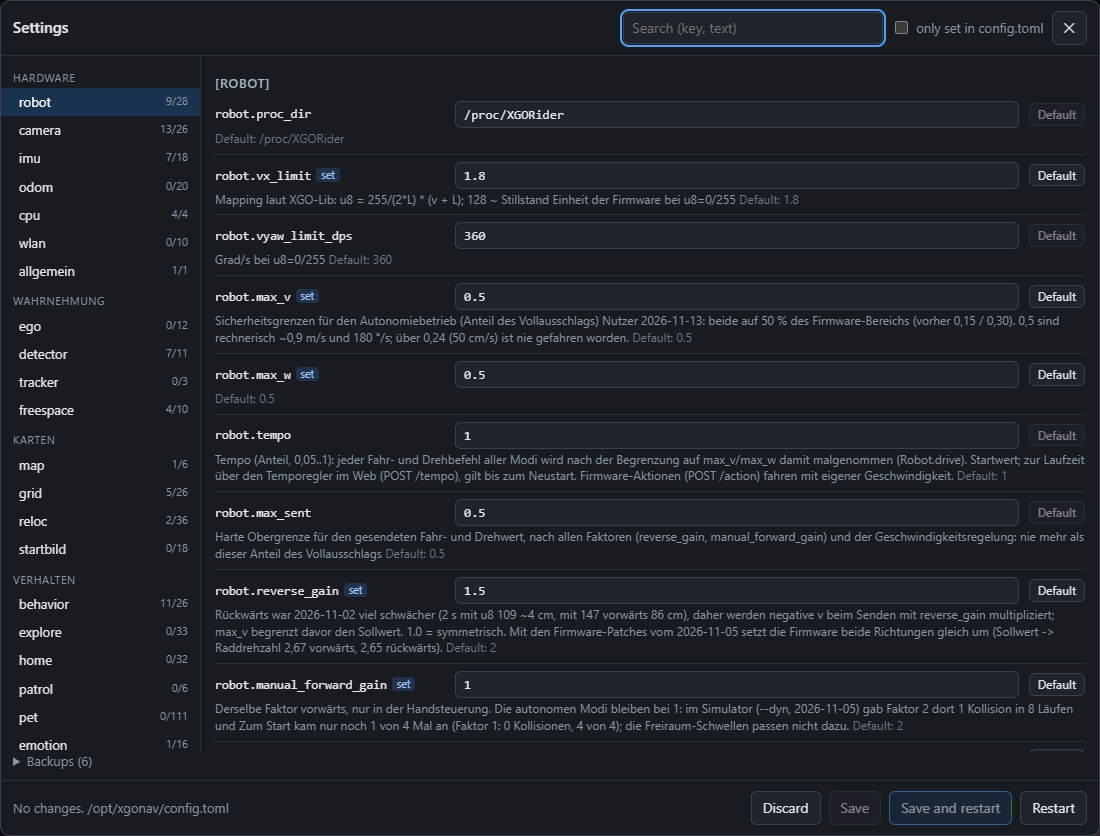 Settings
Search (key, text)
only set in config.toml
HARDWARE
robot 9/28
camera 13/26
imu 7/18
odom 0/20
cpu 4/4
wlan 0/10
allgemein 1/1
WAHRNEHMUNG
ego 0/12
detector 7/11
tracker 0/3
freespace 4/10
KARTEN
map 1/6
grid 5/26
reloc 2/36
startbild 0/18
VERHALTEN
behavior 11/26
explore 0/33
home 0/32
patrol 0/6
pet 0/111
emotion 1/16
Backups (6)
[ROBOT]
robot.proc_dir /proc/XGORider Default
Default: /proc/XGORider
robot.vx_limit set 1.8 Default
Mapping laut XGO-Lib: u8 = 255/(2*L) * (v + L); 128 ~ Stillstand Einheit der Firmware bei u8=0/255 Default: 1.8
robot.vyaw_limit_dps 360 Default
Grad/s bei u8=0/255 Default: 360
robot.max_v set 0.5 Default
Sicherheitsgrenzen für den Autonomiebetrieb (Anteil des Vollausschlags) Nutzer 2026-11-13: beide auf 50 % des Firmware-Bereichs (vorher 0,15 / 0,30). 0,5 sind
rechnerisch ~0,9 m/s und 180 °/s; über 0,24 (50 cm/s) ist nie gefahren worden. Default: 0.5
robot.max_w set 0.5 Default
Default: 0.5
robot.tempo 1 Default
Tempo (Anteil, 0,05..1): jeder Fahr- und Drehbefehl aller Modi wird nach der Begrenzung auf max_v/max_w damit malgenommen (Robot.drive). Startwert; zur Laufzeit
über den Temporegler im Web (POST /tempo), gilt bis zum Neustart. Firmware-Aktionen (POST /action) fahren mit eigener Geschwindigkeit. Default: 1
robot.max_sent 0.5 Default
Harte Obergrenze für den gesendeten Fahr- und Drehwert, nach allen Faktoren (reverse_gain, manual_forward_gain) und der Geschwindigkeitsregelung: nie mehr als
dieser Anteil des Vollausschlags Default: 0.5
robot.reverse_gain set 1.5 Default
Rückwärts war 2026-11-02 viel schwächer (2 s mit u8 109 ~4 cm, mit 147 vorwärts 86 cm), daher werden negative v beim Senden mit reverse_gain multipliziert;
max_v begrenzt davor den Sollwert. 1.0 = symmetrisch. Mit den Firmware-Patches vom 2026-11-05 setzt die Firmware beide Richtungen gleich um (Sollwert ->
Raddrehzahl 2,67 vorwärts, 2,65 rückwärts). Default: 2
robot.manual_forward_gain set 1 Default
Derselbe Faktor vorwärts, nur in der Handsteuerung. Die autonomen Modi bleiben bei 1: im Simulator (--dyn, 2026-11-05) gab Faktor 2 dort 1 Kollision in 8 Läufen
und Zum Start kam nur noch 1 von 4 Mal an (Faktor 1: 0 Kollisionen, 4 von 4); die Freiraum-Schwellen passen nicht dazu. Default: 2
No changes. /opt/xgonav/config.toml
Discard
Save
Save and restart
Restart